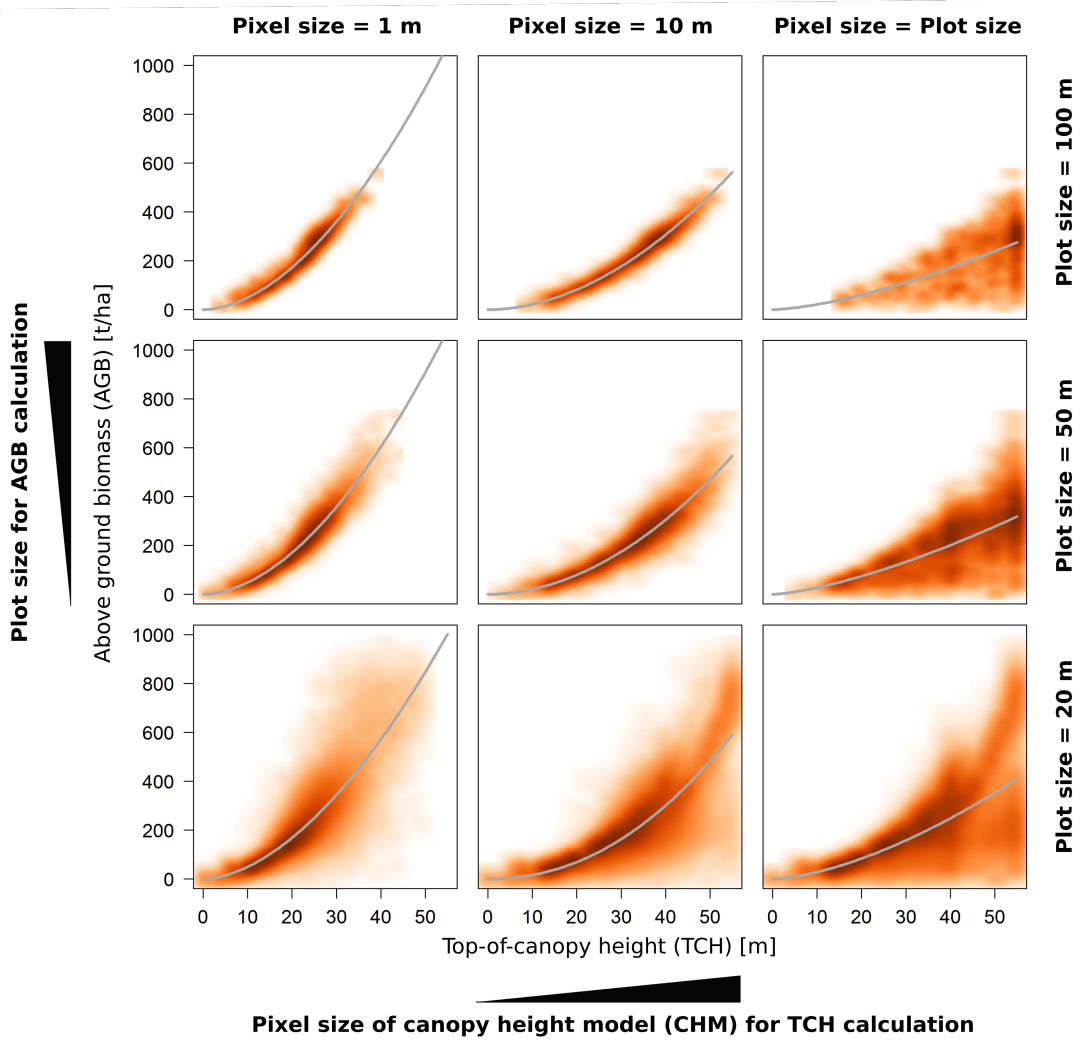 Pixel size = 1 m
Pixel size = 10 m
Pixel size = Plot size
1000
800
600
400
200
0
Plot size = 100 m
1000
800
600
400
200
0
Plot size = 50 m
1000
800
600
400
200
0
Plot size = 20 m
Plot size for AGB calculation
Above ground biomass (AGB) [t/ha]
0 10 20 30 40 50
0 10 20 30 40 50
0 10 20 30 40 50
Top-of-canopy height (TCH) [m]
Pixel size of canopy height model (CHM) for TCH calculation